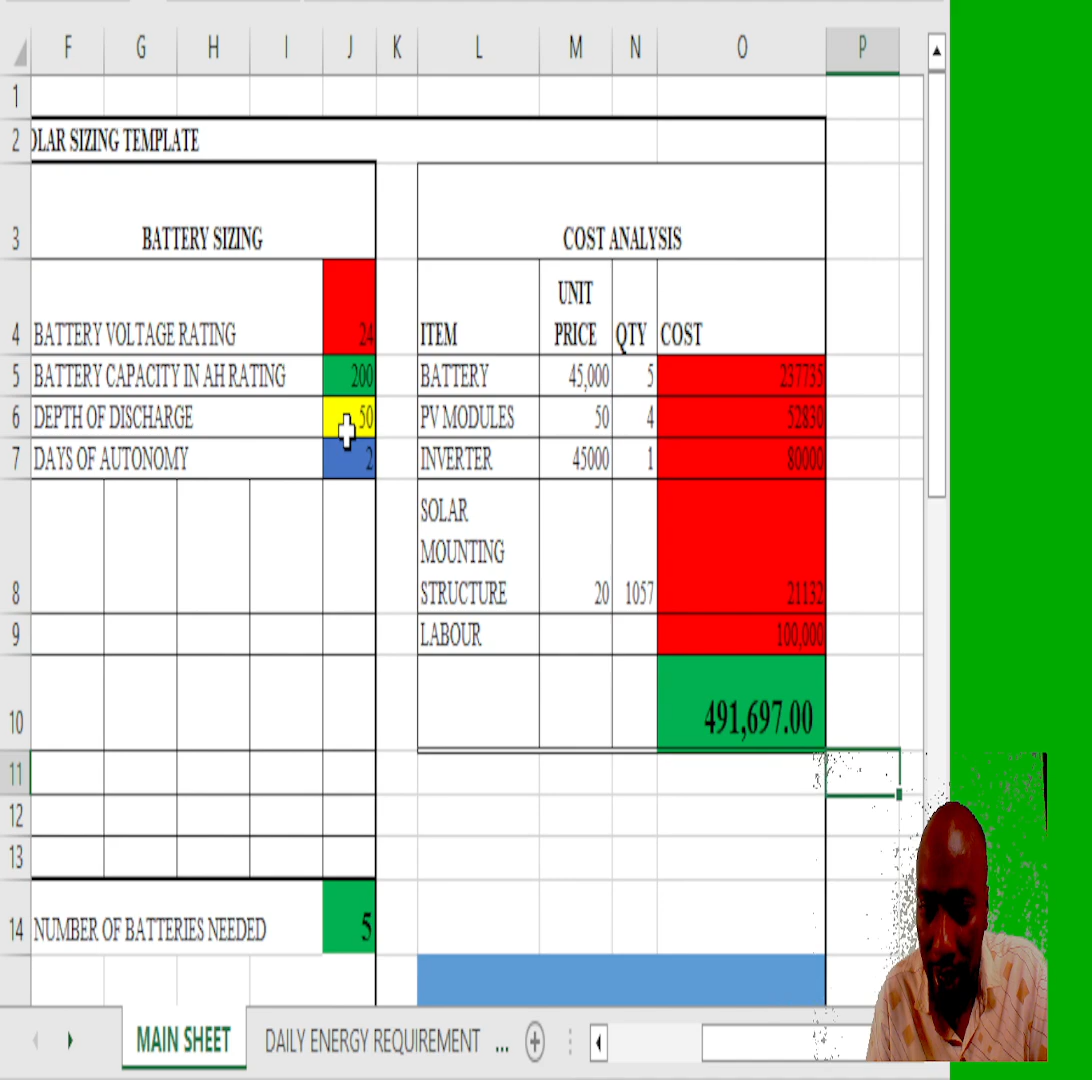 F G H I J K L M N O P
1
2 OLAR SIZING TEMPLATE
3 BATTERY SIZING COST ANALYSIS
4 BATTERY VOLTAGE RATING 24 ITEM UNIT PRICE QTY COST
5 BATTERY CAPACITY IN AH RATING 200 BATTERY 45,000 5 237735
6 DEPTH OF DISCHARGE 50 PV MODULES 50 4 52830
7 DAYS OF AUTONOMY 2 INVERTER 45000 1 80000
8 SOLAR MOUNTING STRUCTURE 20 1057 21132
9 LABOUR 100,000
10 491,697.00
11
12
13
14 NUMBER OF BATTERIES NEEDED 5
MAIN SHEET DAILY ENERGY REQUIREMENT ...